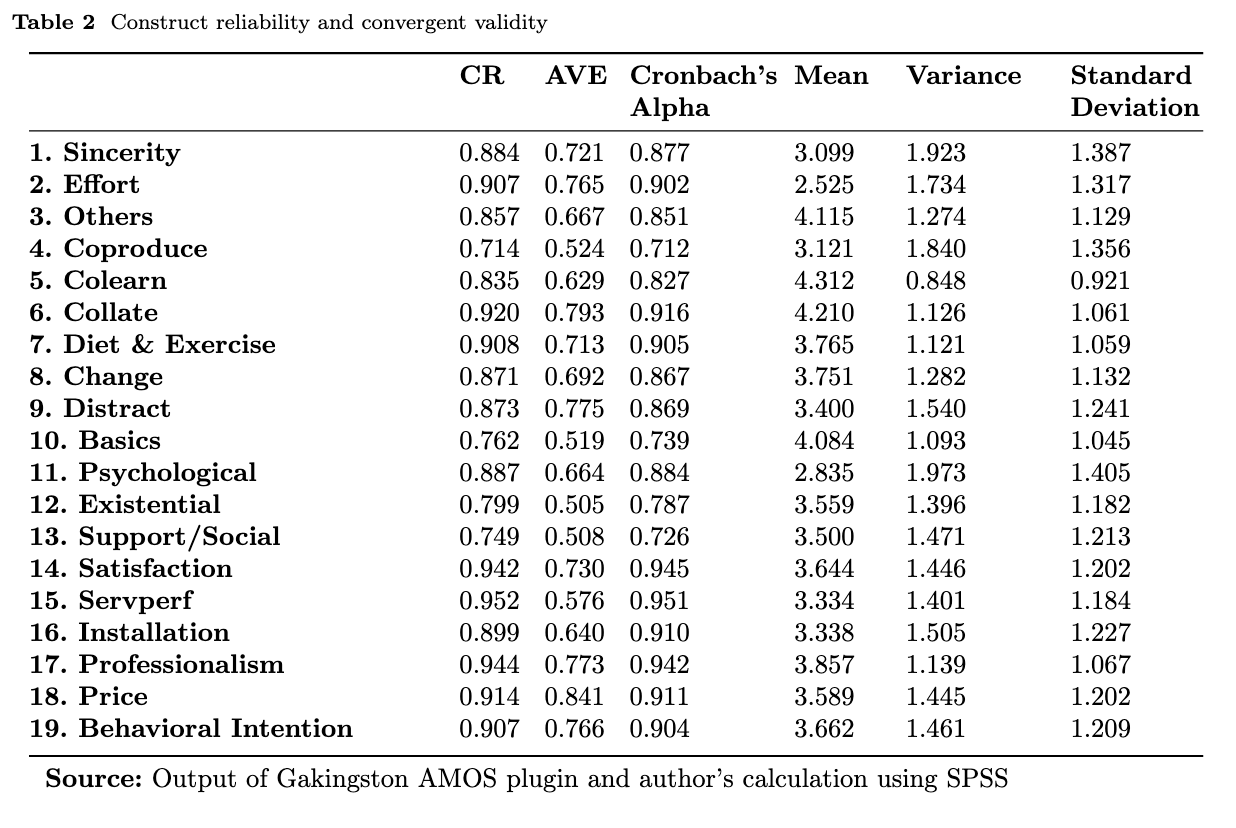 Table 2 Construct reliability and convergent validity
CR AVE Cronbach's Alpha Mean Variance Standard Deviation
1. Sincerity 0.884 0.721 0.877 3.099 1.923 1.387
2. Effort 0.907 0.765 0.902 2.525 1.734 1.317
3. Others 0.857 0.667 0.851 4.115 1.274 1.129
4. Coproduce 0.714 0.524 0.712 3.121 1.840 1.356
5. Colearn 0.835 0.629 0.827 4.312 0.848 0.921
6. Collate 0.920 0.793 0.916 4.210 1.126 1.061
7. Diet & Exercise 0.908 0.713 0.905 3.765 1.121 1.059
8. Change 0.871 0.692 0.867 3.751 1.282 1.132
9. Distract 0.873 0.775 0.869 3.400 1.540 1.241
10. Basics 0.762 0.519 0.739 4.084 1.093 1.045
11. Psychological 0.887 0.664 0.884 2.835 1.973 1.405
12. Existential 0.799 0.505 0.787 3.559 1.396 1.182
13. Support/Social 0.749 0.508 0.726 3.500 1.471 1.213
14. Satisfaction 0.942 0.730 0.945 3.644 1.446 1.202
15. Servperf 0.952 0.576 0.951 3.334 1.401 1.184
16. Installation 0.899 0.640 0.910 3.338 1.505 1.227
17. Professionalism 0.944 0.773 0.942 3.857 1.139 1.067
18. Price 0.914 0.841 0.911 3.589 1.445 1.202
19. Behavioral Intention 0.907 0.766 0.904 3.662 1.461 1.209
Source: Output of Gakingston AMOS plugin and author's calculation using SPSS